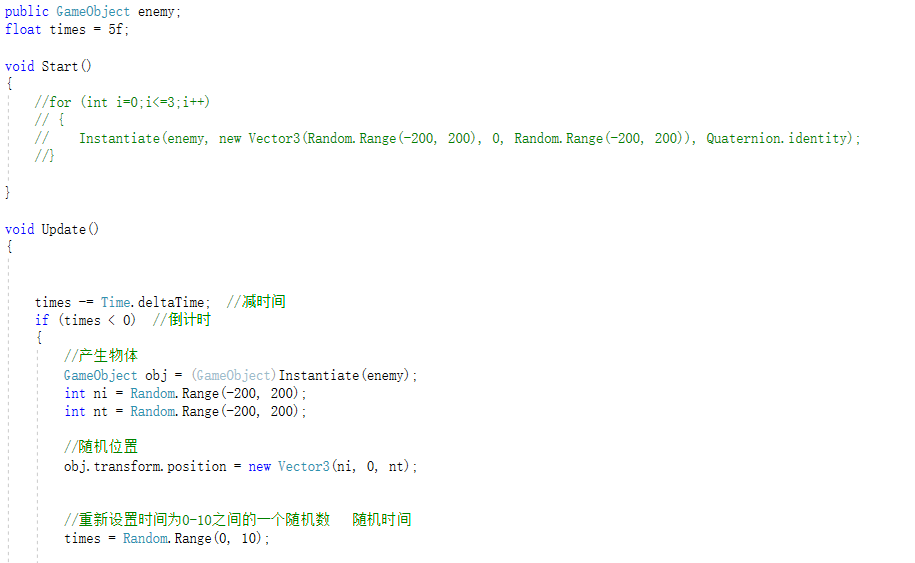 public GameObject enemy;
float times = 5f;
void Start()
{
//for (int i=0;i<=3;i++)
// {
//    Instantiate(enemy, new Vector3(Random.Range(-200, 200), 0, Random.Range(-200, 200)), Quaternion.identity);
//}
}
void Update()
{
times -= Time.deltaTime;  //减时间
if (times < 0)  //倒计时
{
//产生物体
GameObject obj = (GameObject)Instantiate(enemy);
int ni = Random.Range(-200, 200);
int nt = Random.Range(-200, 200);
//随机位置
obj.transform.position = new Vector3(ni, 0, nt);
//重新设置时间为0-10之间的一个随机数   随机时间
times = Random.Range(0, 10);